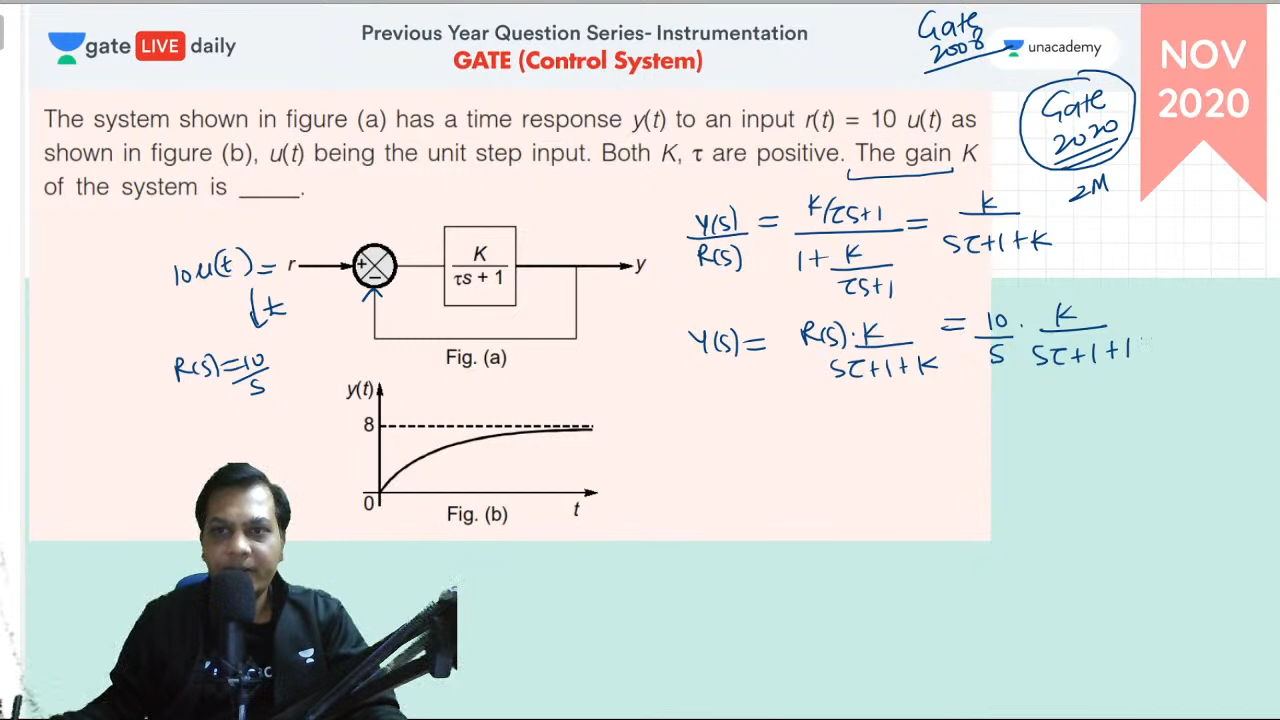 gate LIVE daily
Previous Year Question Series- Instrumentation
GATE (Control System)
Gate
2008
unacademy
NOV
2020
Gate
2020
2M
The system shown in figure (a) has a time response y(t) to an input r(t) = 10 u(t) as
shown in figure (b), u(t) being the unit step input. Both K, τ are positive. The gain K
of the system is _____.
10u(t) = r
+
−
K
τs + 1
y
Fig. (a)
↓t
R(s)=10/s
y(t)
8
0
t
Fig. (b)
Y(s)/R(s) = (K/τs+1)/(1+K/τs+1) = K/sτ+1+K
Y(s)= R(s)·K/sτ+1+K = 10/s · K/sτ+1+1